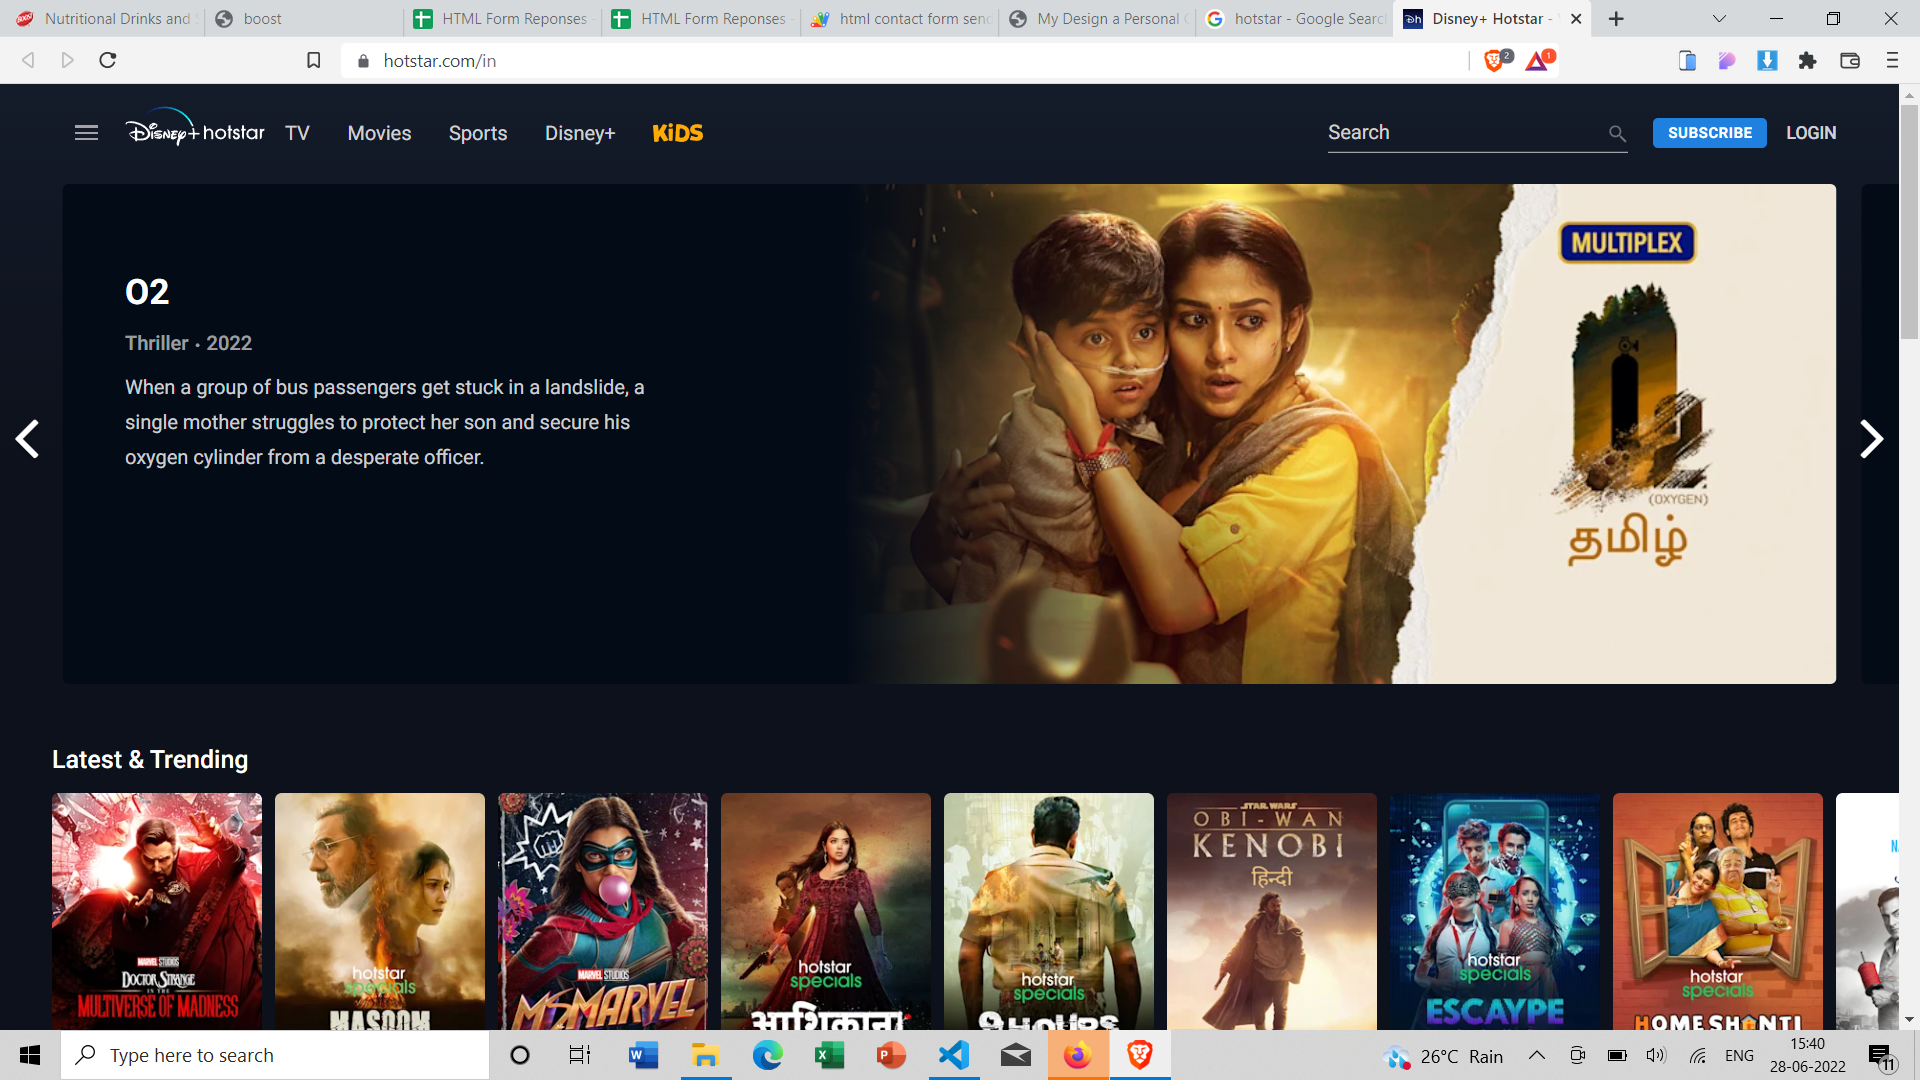 Nutritional Drinks and
boost
HTML Form Reponses
HTML Form Reponses
html contact form send
My Design a Personal
hotstar - Google Search
Disney+ Hotstar -
hotstar.com/in
2
1
Disney+ hotstar
TV
Movies
Sports
Disney+
KiDS
Search
SUBSCRIBE
LOGIN
O2
Thriller • 2022
When a group of bus passengers get stuck in a landslide, a
single mother struggles to protect her son and secure his
oxygen cylinder from a desperate officer.
MULTIPLEX
(OXYGEN)
தமிழ்
Latest & Trending
MARVEL STUDIOS
DOCTOR STRANGE
IN THE
MULTIVERSE OF MADNESS
hotstar
specials
MASOOM
MARVEL STUDIOS
MS MARVEL
hotstar
specials
आधिकाना
hotstar
specials
9 HOURS
STAR WARS
OBI-WAN
KENOBI
हिन्दी
hotstar
specials
ESCAYPE
hotstar
specials
HOME SHANTI
Type here to search
26°C Rain
ENG
15:40
28-06-2022
11